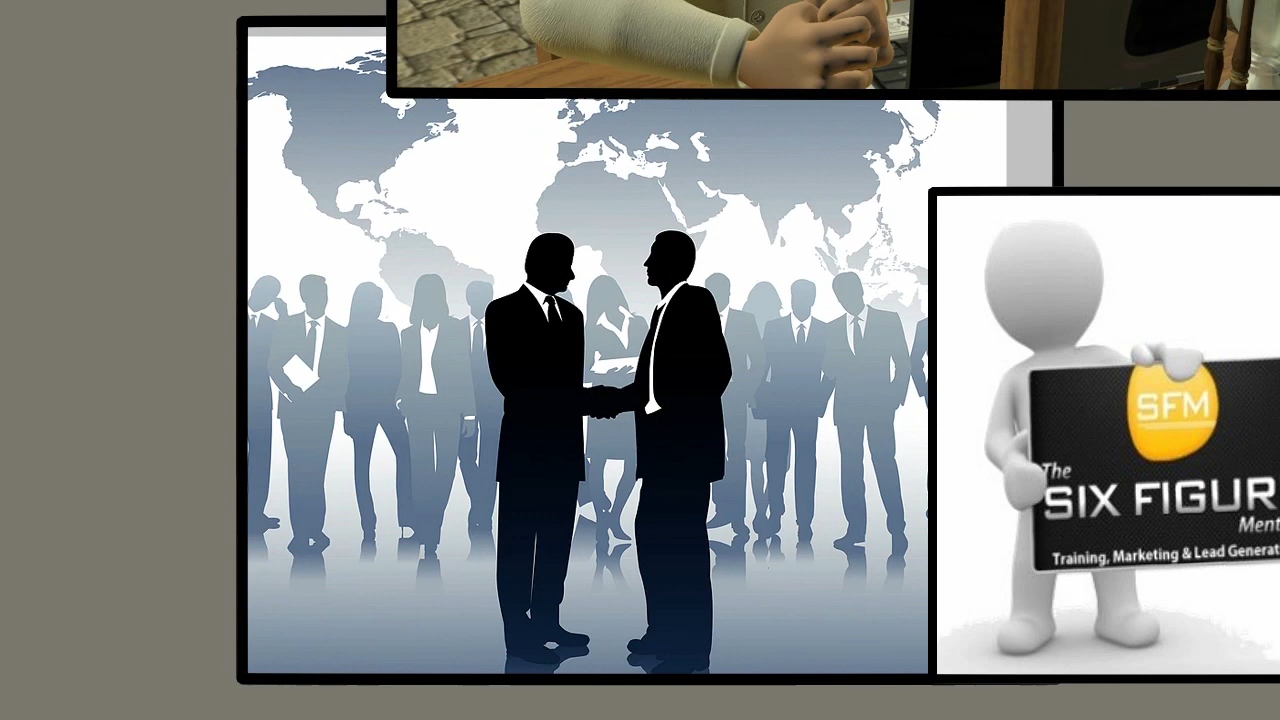 SFM
The
SIX FIGUR
Ment
Training, Marketing & Lead Generat